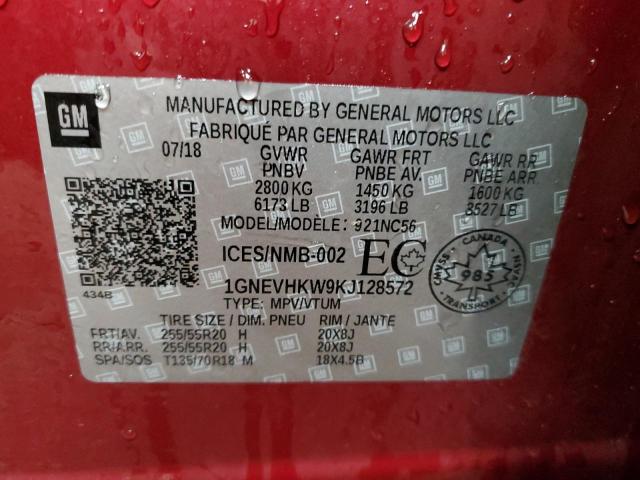 GM
MANUFACTURED BY GENERAL MOTORS LLC
FABRIQUÉ PAR GENERAL MOTORS LLC
07/18 GVWR GAWR FRT GAWR RR
PNBV PNBE AV. PNBE ARR.
2800 KG 1450 KG 1600 KG
6173 LB 3196 LB 3527 LB
MODEL/MODÈLE: 921NC56
ICES/NMB-002 EC
434B
1GNEVHKW9KJ128572
TYPE: MPV/VTUM
TIRE SIZE / DIM. PNEU RIM / JANTE
FRT/AV. 255/55R20 H 20X8J
RR/ARR. 255/55R20 H 20X8J
SPA/SOS T135/70R18 M 18X4.5B
CANADA
985
TRANSPORT